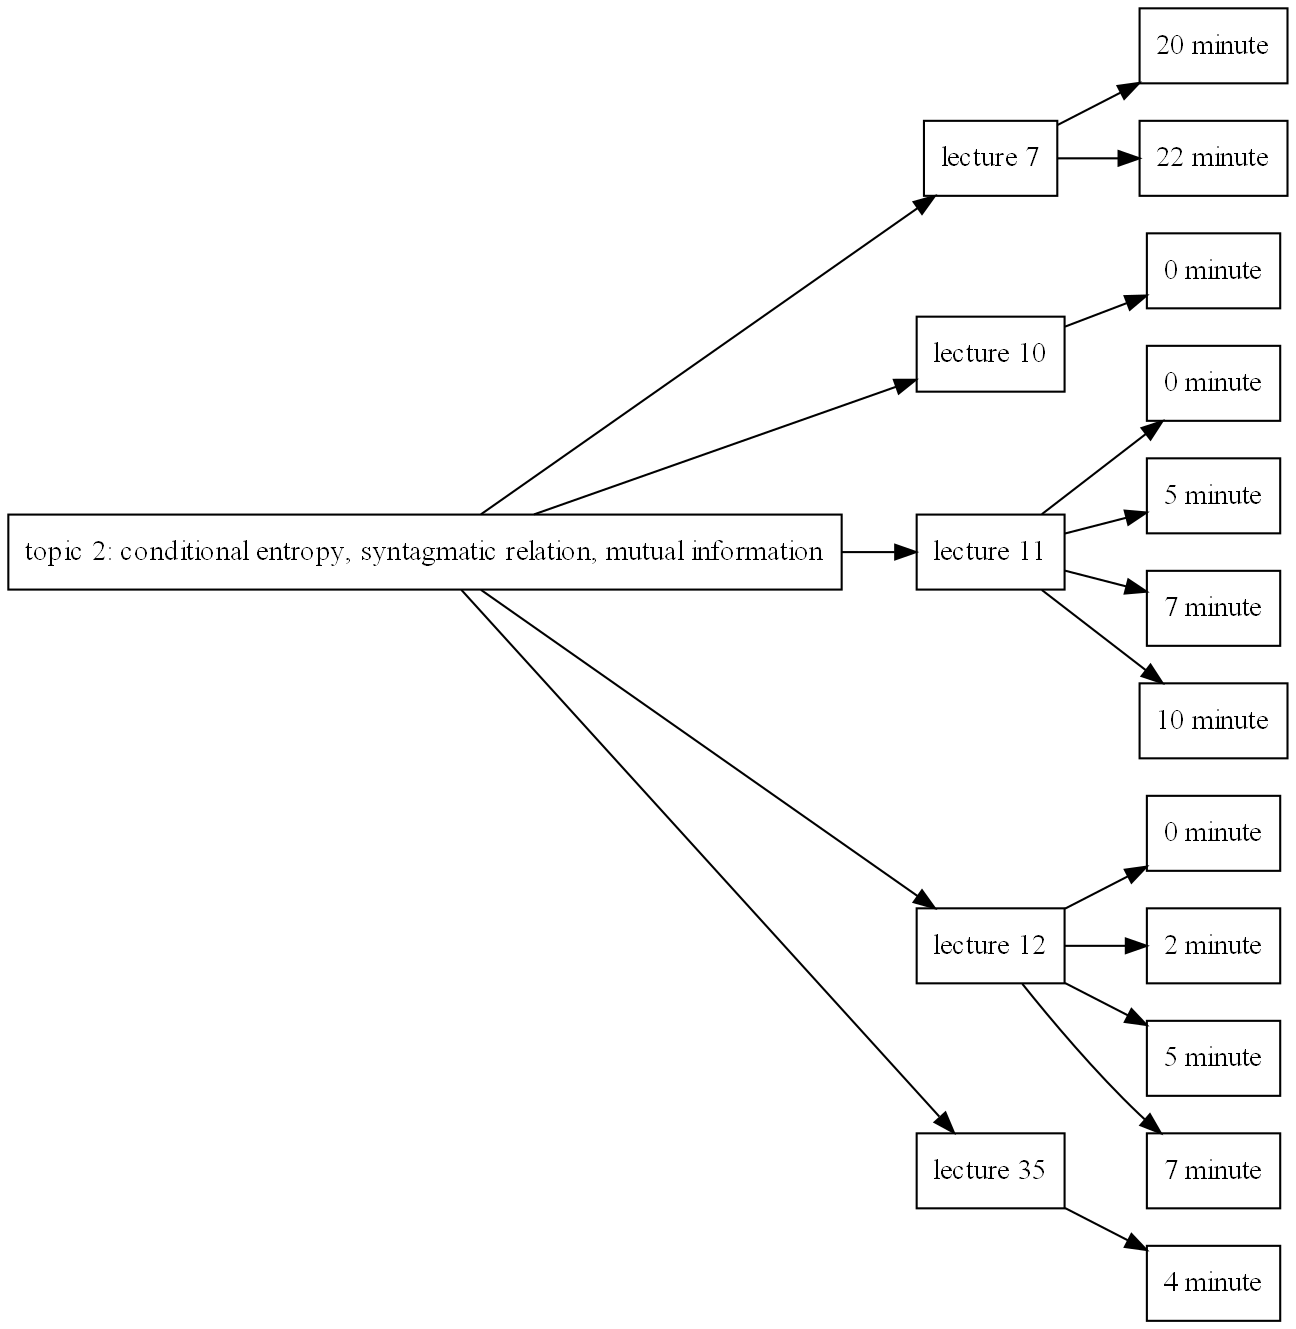 topic 2: conditional entropy, syntagmatic relation, mutual information
lecture 7
20 minute
22 minute
lecture 10
0 minute
lecture 11
0 minute
5 minute
7 minute
10 minute
lecture 12
0 minute
2 minute
5 minute
7 minute
lecture 35
4 minute